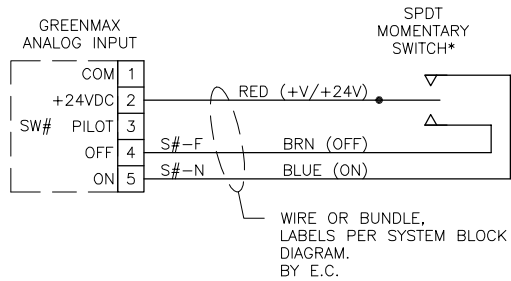 GREENMAX
ANALOG INPUT
SPDT
MOMENTARY
SWITCH*
COM 1
+24VDC 2
RED (+V/+24V)
SW# PILOT 3
OFF 4
S#-F
BRN (OFF)
ON 5
S#-N
BLUE (ON)
WIRE OR BUNDLE,
LABELS PER SYSTEM BLOCK
DIAGRAM.
BY E.C.